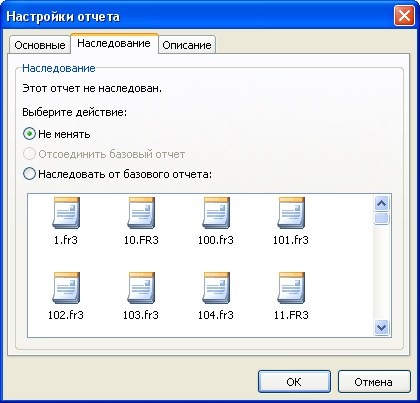 Настройки отчета
Основные Наследование Описание
Наследование
Этот отчет не наследован.
Выберите действие:
Не менять
Отсоединить базовый отчет
Наследовать от базового отчета:
1.fr3 10.FR3 100.fr3 101.fr3
102.fr3 103.fr3 104.fr3 11.FR3
OK Отмена